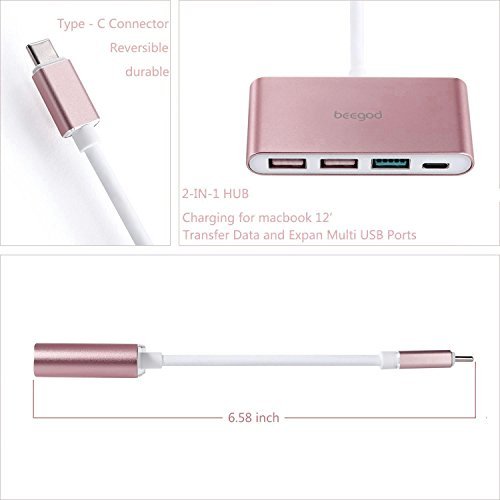 Type - C Connector
Reversible
durable
beegod
2-IN-1 HUB
Charging for macbook 12'
Transfer Data and Expan Multi USB Ports
6.58 inch